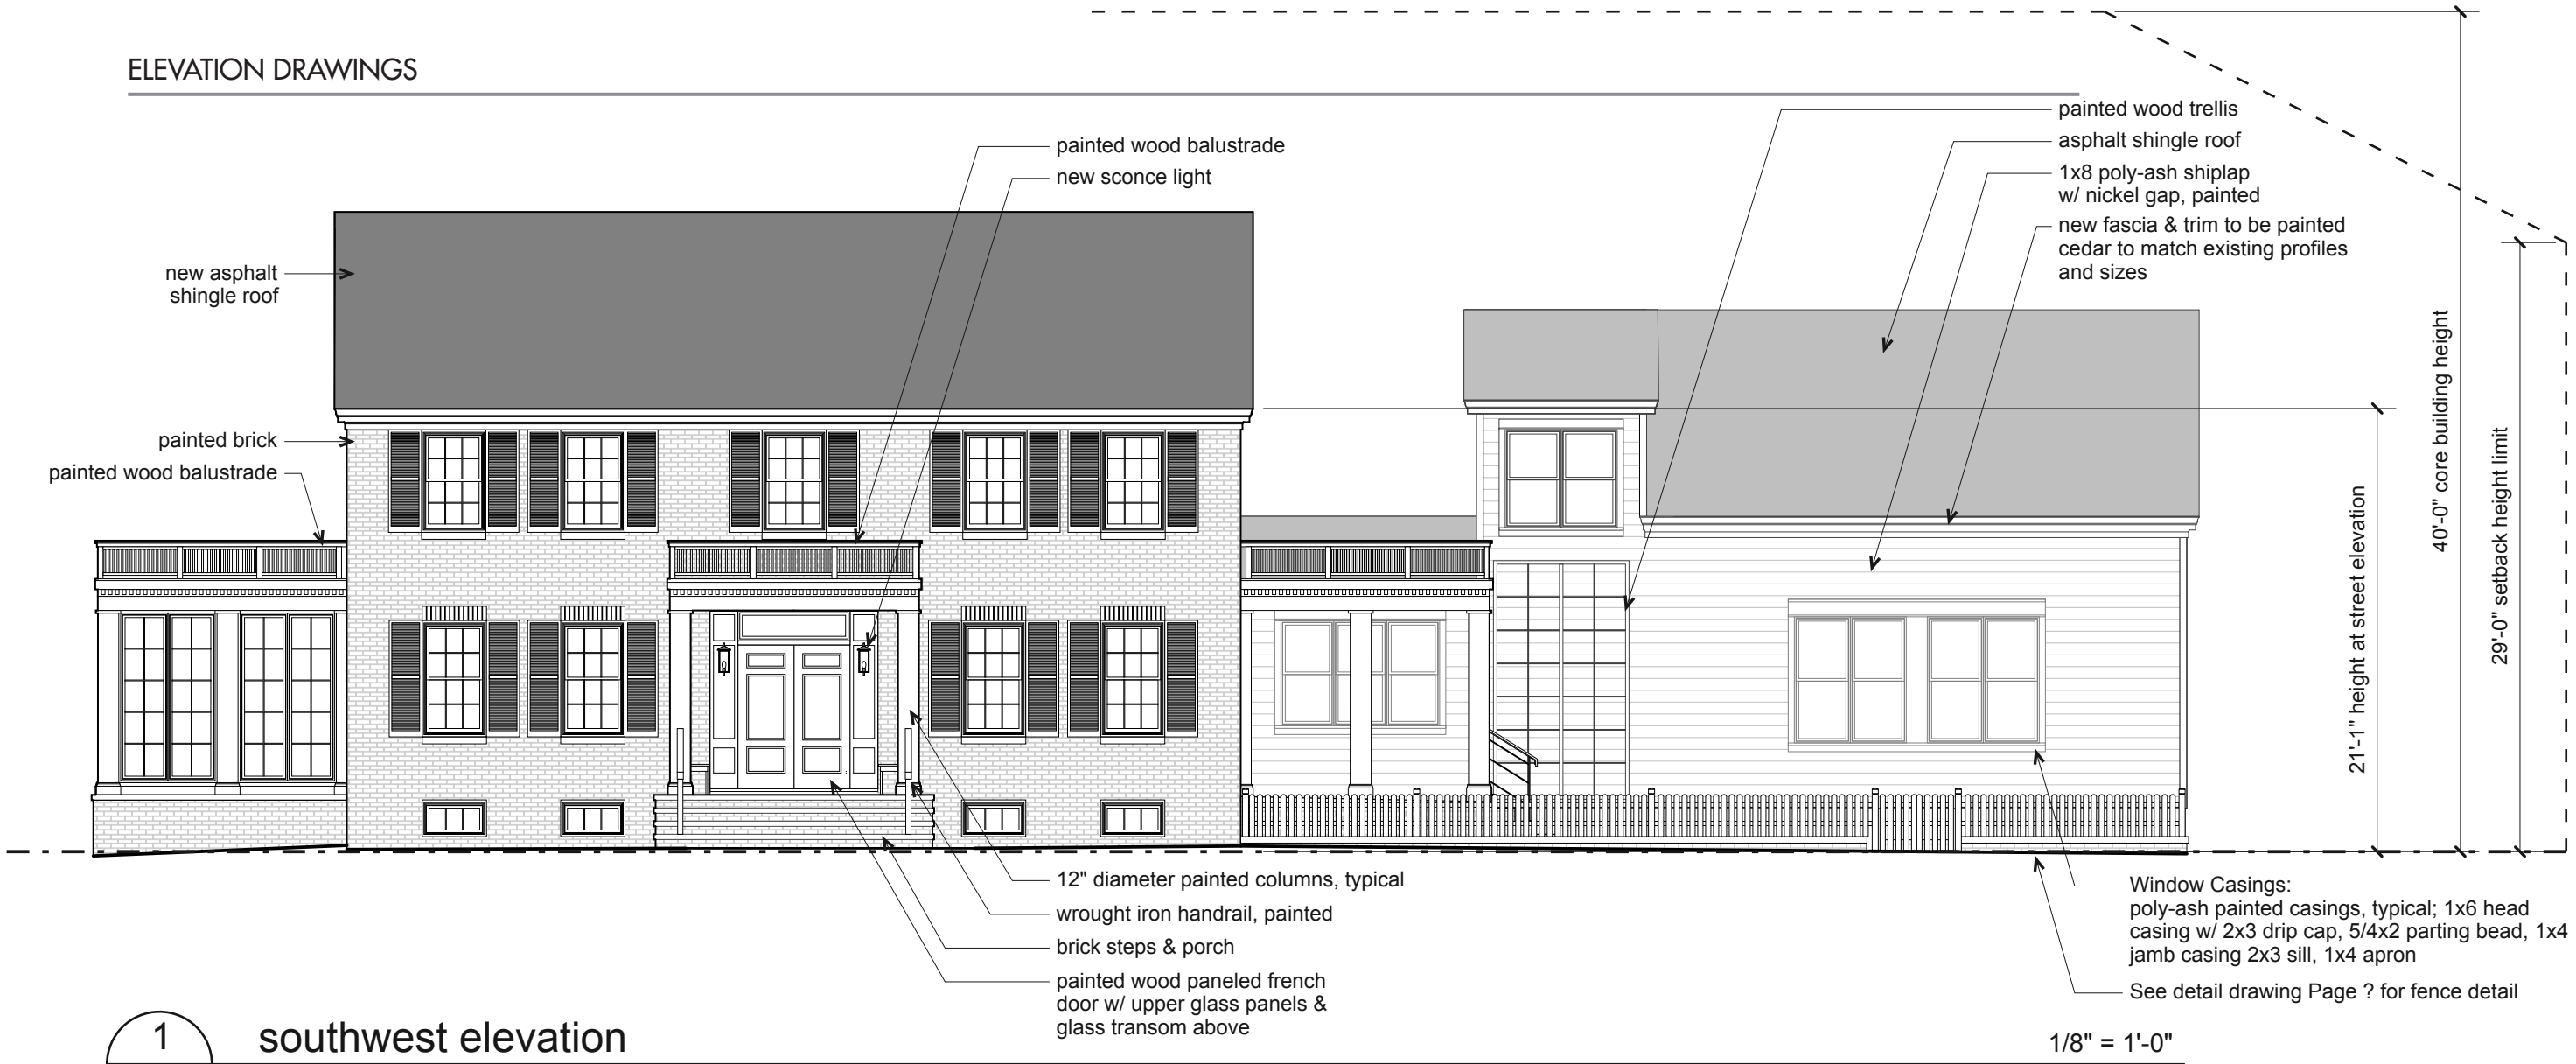 ELEVATION DRAWINGS
painted wood balustrade
new sconce light
new asphalt
shingle roof
painted brick
painted wood balustrade
painted wood trellis
asphalt shingle roof
1x8 poly-ash shiplap
w/ nickel gap, painted
new fascia & trim to be painted
cedar to match existing profiles
and sizes
21'-1" height at street elevation
40'-0" core building height
29'-0" setback height limit
12" diameter painted columns, typical
wrought iron handrail, painted
brick steps & porch
painted wood paneled french
door w/ upper glass panels &
glass transom above
Window Casings:
poly-ash painted casings, typical; 1x6 head
casing w/ 2x3 drip cap, 5/4x2 parting bead, 1x4
jamb casing 2x3 sill, 1x4 apron
See detail drawing Page ? for fence detail
1 southwest elevation
1/8" = 1'-0"